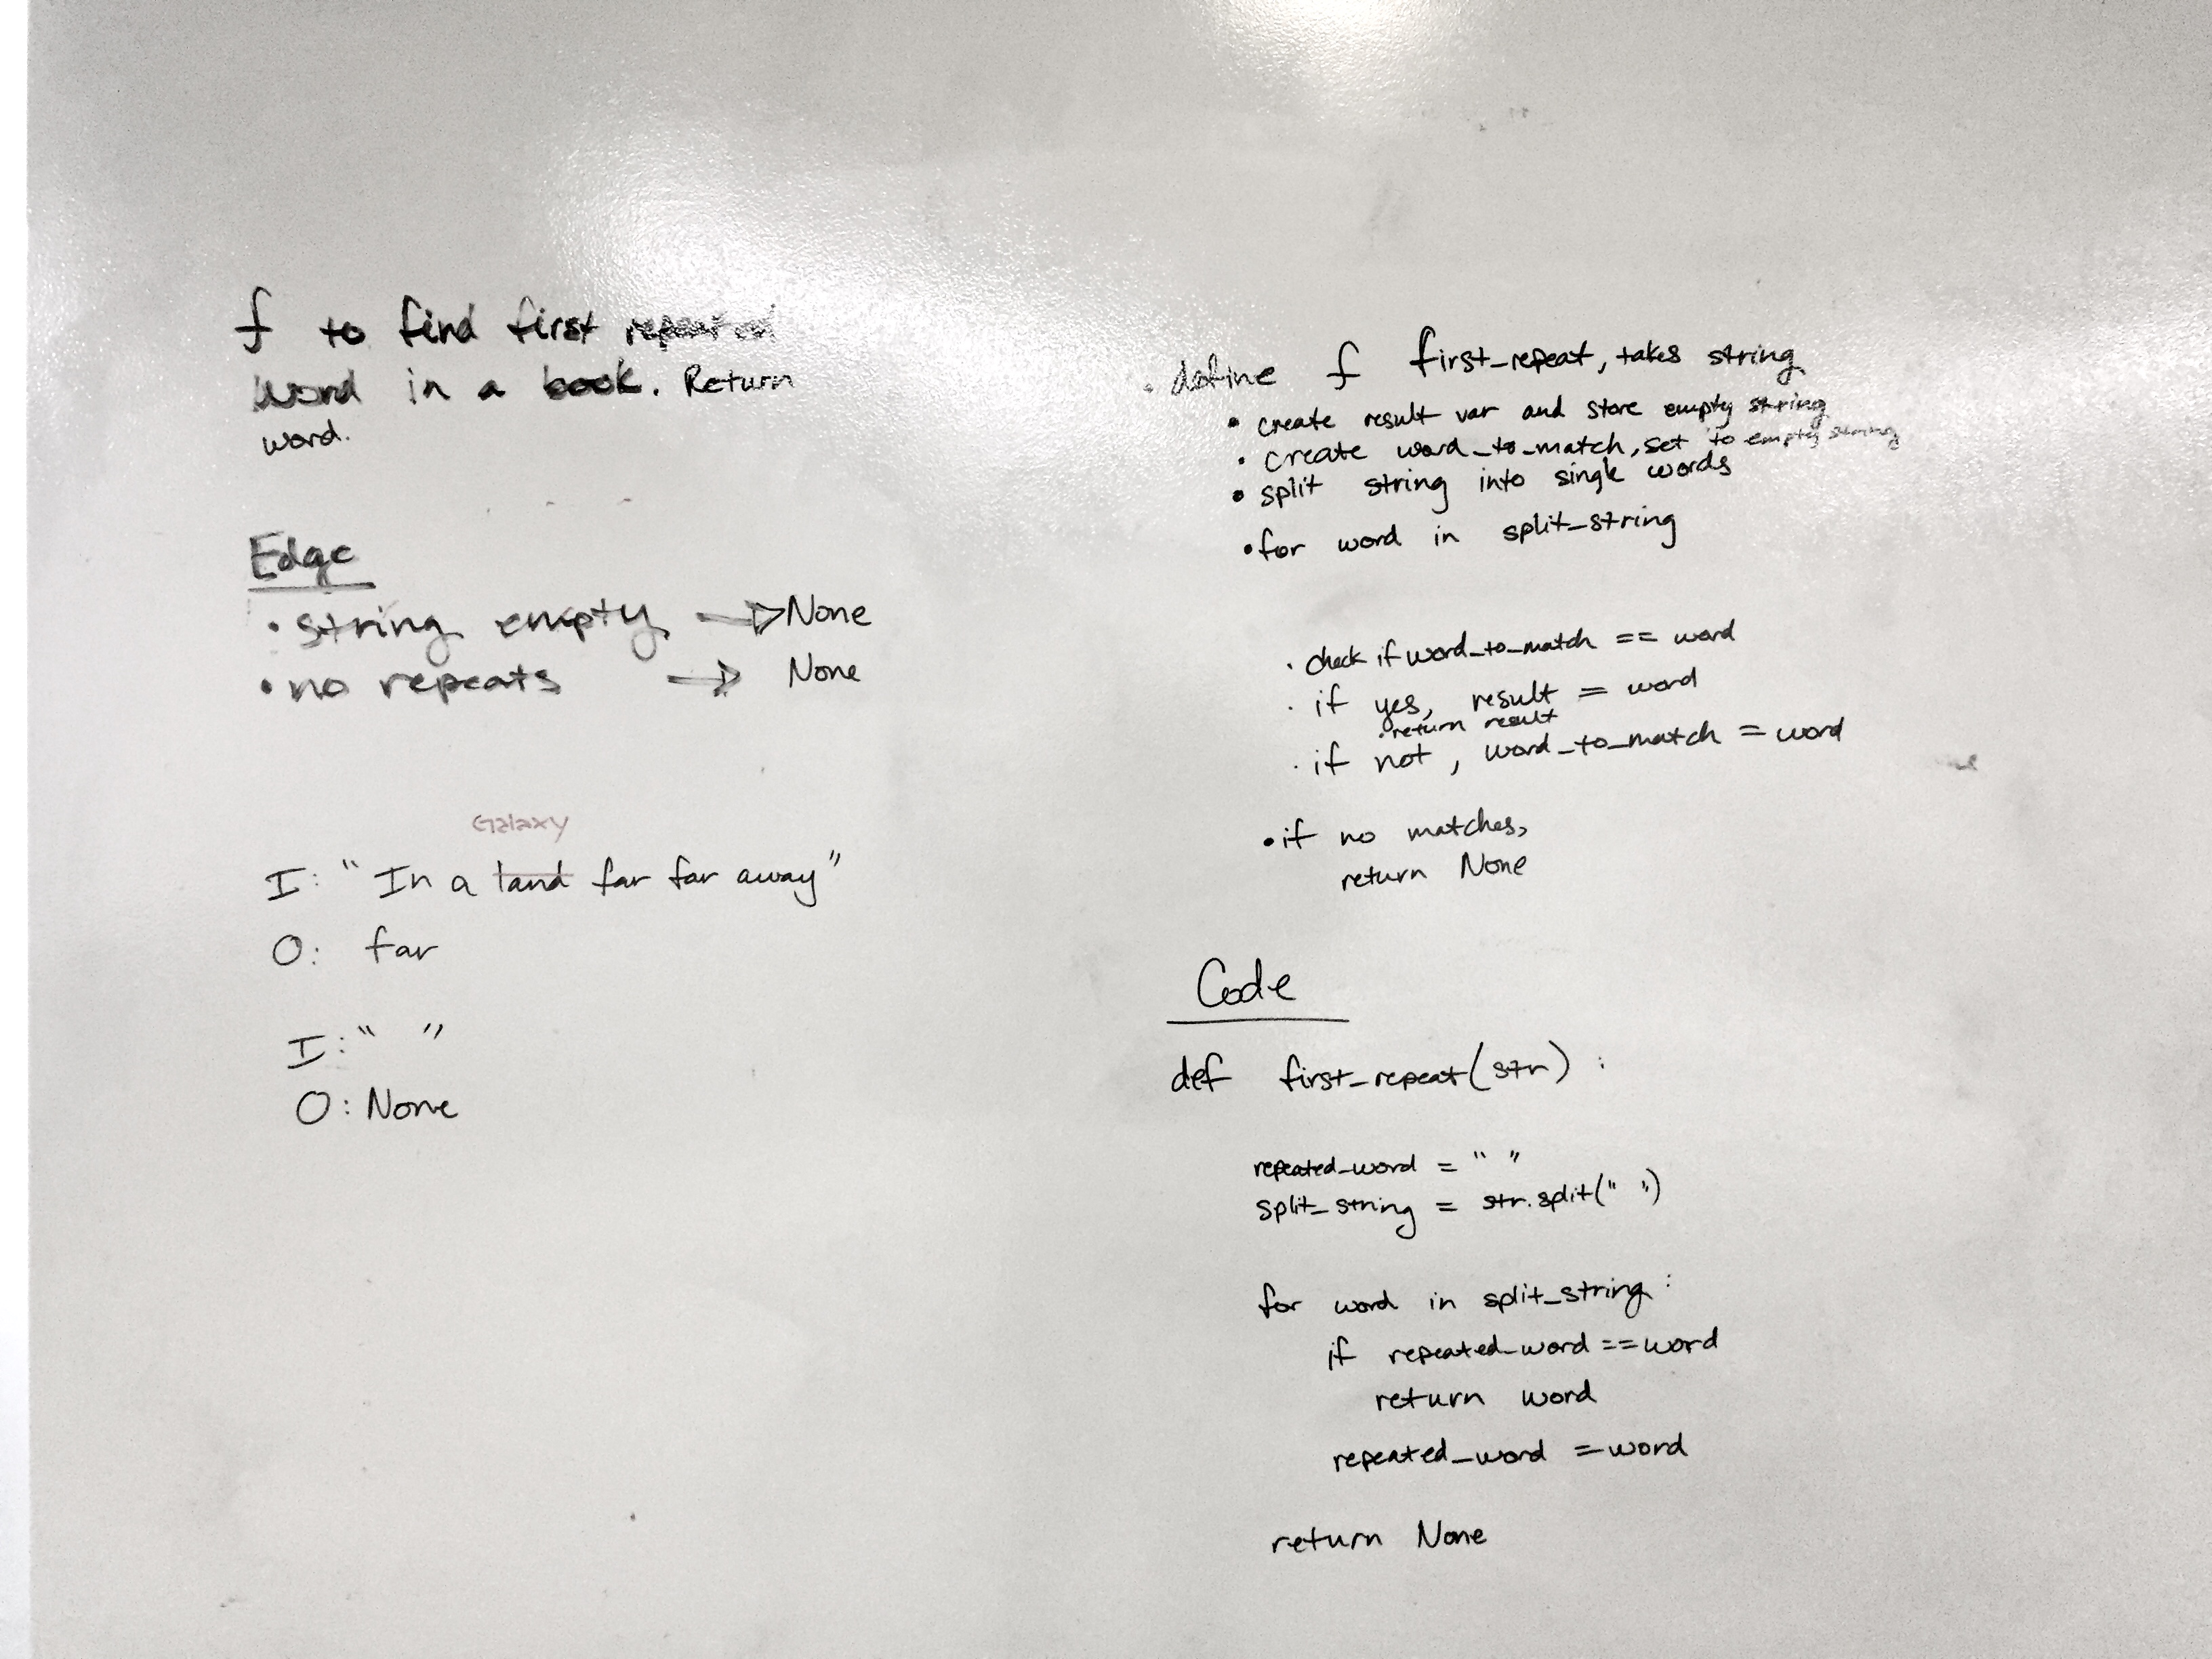 f to find first repeated
word in a book. Return
word.
Edge
• string empty → None
• no repeats → None
Galaxy
I: " In a land far far away"
O: far
I: "  "
O: None
• define f first_repeat, takes string
• create result var and store empty string
• create word_to_match, set to empty string
• split string into single words
• for word in split_string
• check if word_to_match == word
• if yes, result = word
• return result
• if not, word_to_match = word
• if no matches,
return None
Code
def first_repeat(str) :
repeated_word = " "
split_string = str.split(" ")
for word in split_string:
if repeated_word == word
return word
repeated_word = word
return None